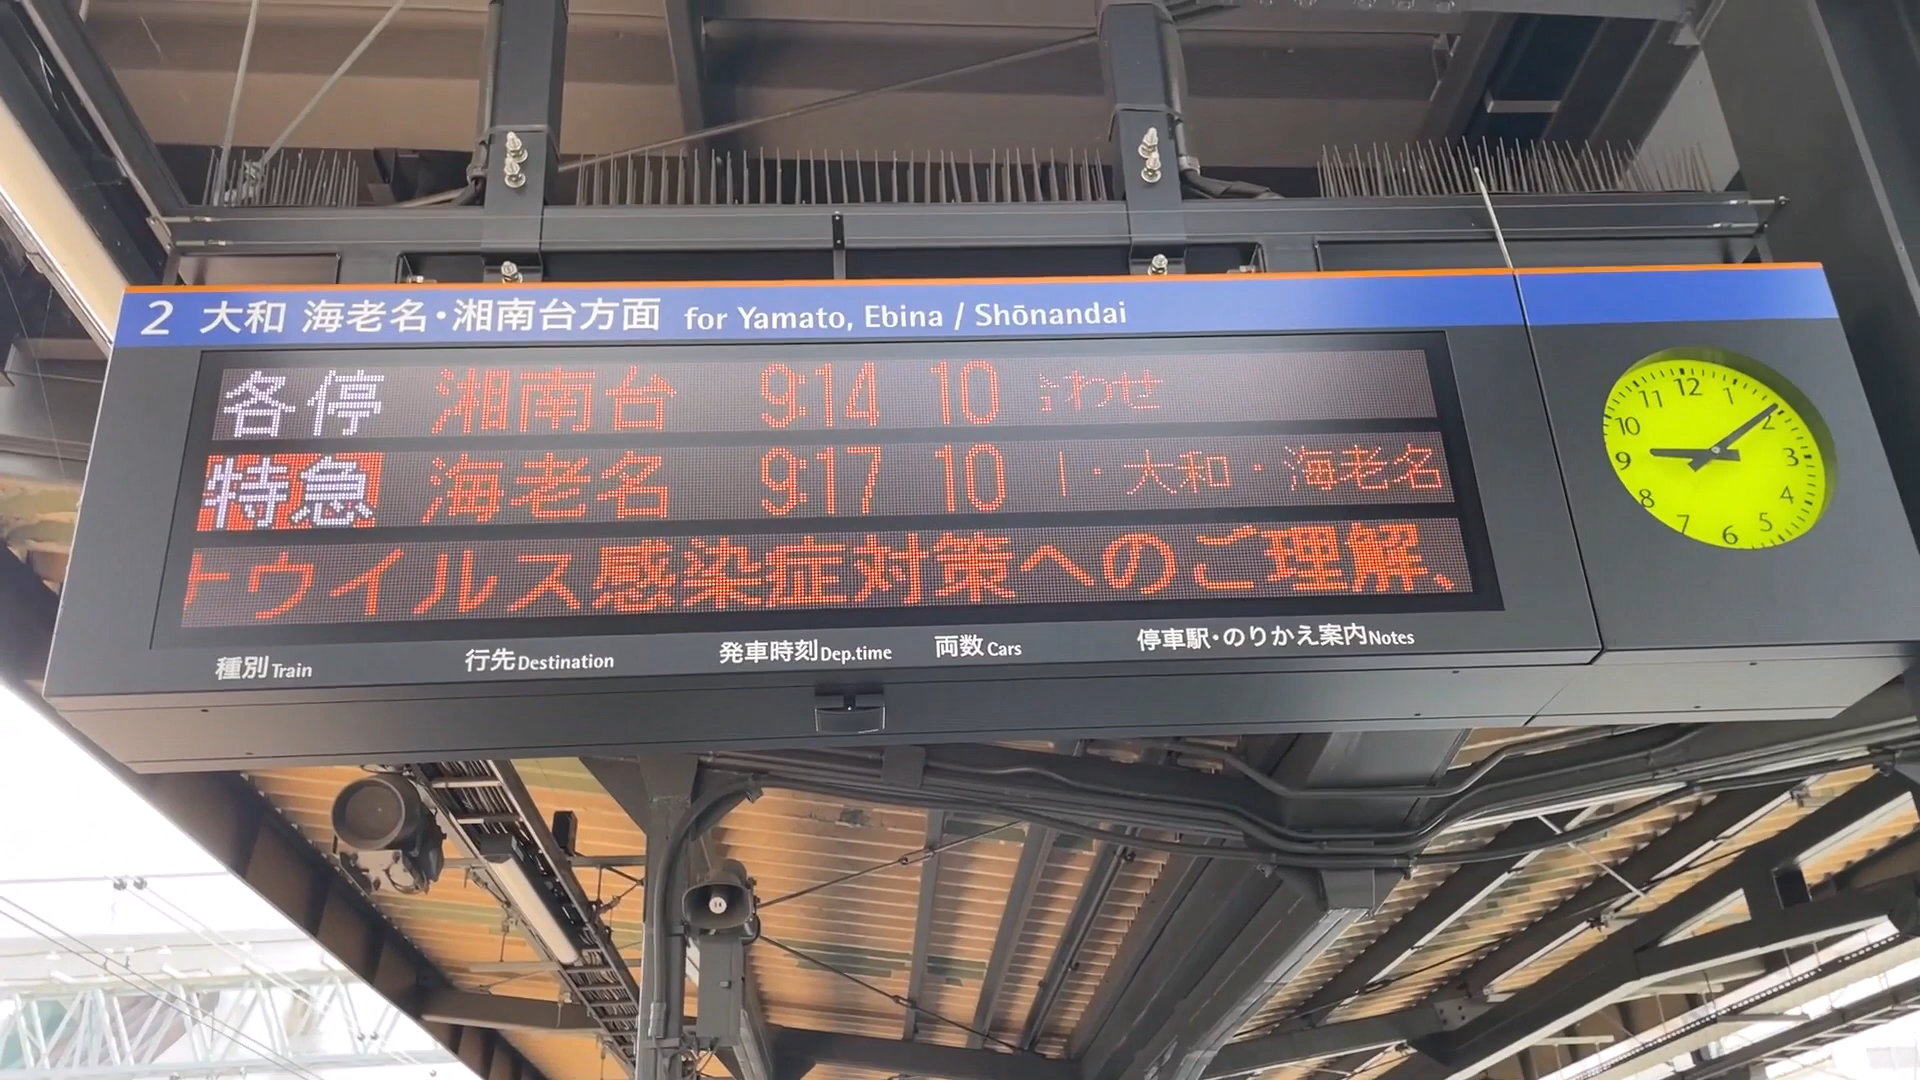 2 大和 海老名・湘南台方面 for Yamato, Ebina / Shōnandai
各停 湘南台 9:14 10 わせ
特急 海老名 9:17 10 ・大和・海老名
トウイルス感染症対策へのご理解、
種別 Train 行先 Destination 発車時刻 Dep.time 両数 Cars 停車駅・のりかえ案内 Notes
12 1 2 3 4 5 6 7 8 9 10 11